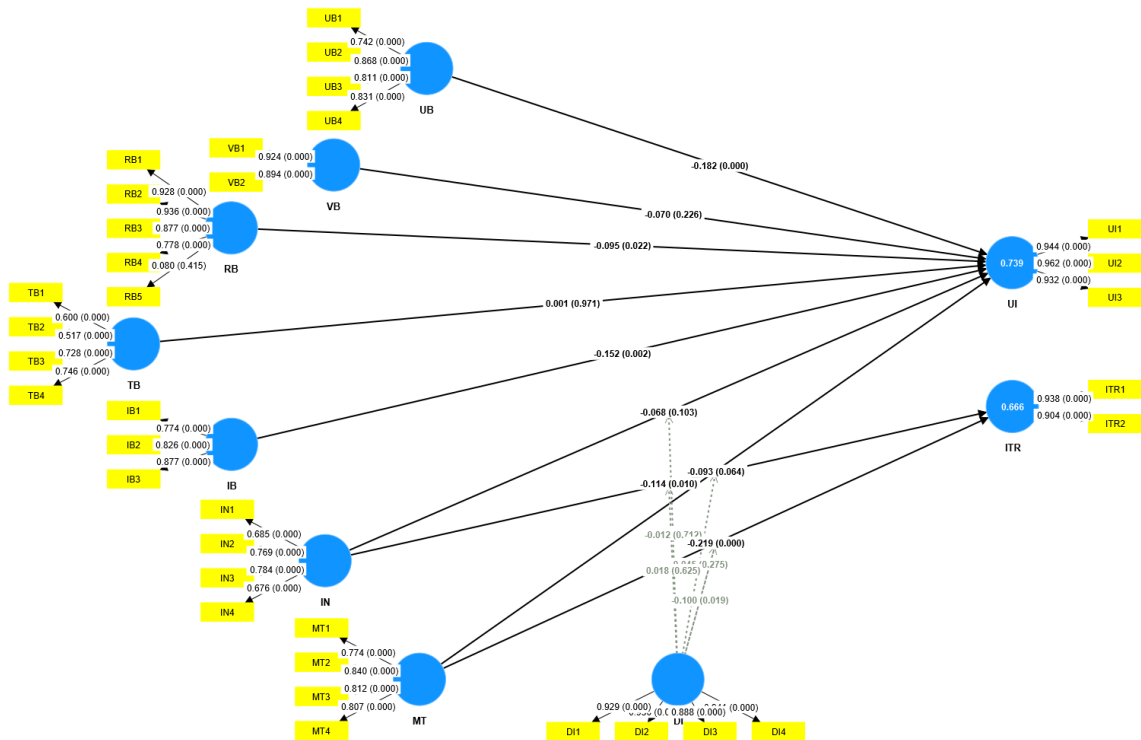 UB1
0.742 (0.000)
UB2
0.868 (0.000)
0.811 (0.000)
UB3
0.831 (0.000)
UB4
UB
VB1
0.924 (0.000)
0.894 (0.000)
VB2
VB
RB1
0.928 (0.000)
RB2
0.936 (0.000)
RB3
0.877 (0.000)
0.778 (0.000)
RB4
0.080 (0.415)
RB5
RB
TB1
0.600 (0.000)
TB2
0.517 (0.000)
0.728 (0.000)
TB3
0.746 (0.000)
TB4
TB
IB1
0.774 (0.000)
IB2
0.826 (0.000)
0.877 (0.000)
IB3
IB
IN1
0.685 (0.000)
IN2
0.769 (0.000)
0.784 (0.000)
IN3
0.676 (0.000)
IN4
IN
MT1
0.774 (0.000)
MT2
0.840 (0.000)
0.812 (0.000)
MT3
0.807 (0.000)
MT4
MT
-0.182 (0.000)
-0.070 (0.226)
-0.095 (0.022)
0.001 (0.971)
-0.152 (0.002)
-0.068 (0.103)
-0.093 (0.064)
-0.114 (0.010)
-0.219 (0.000)
0.018 (0.625)
-0.100 (0.019)
0.739
UI
UI1
0.944 (0.000)
0.962 (0.000)
UI2
0.932 (0.000)
UI3
0.666
ITR
ITR1
0.938 (0.000)
0.904 (0.000)
ITR2
0.929 (0.000)
0.888 (0.000)
DI1
DI2
DI3
DI4